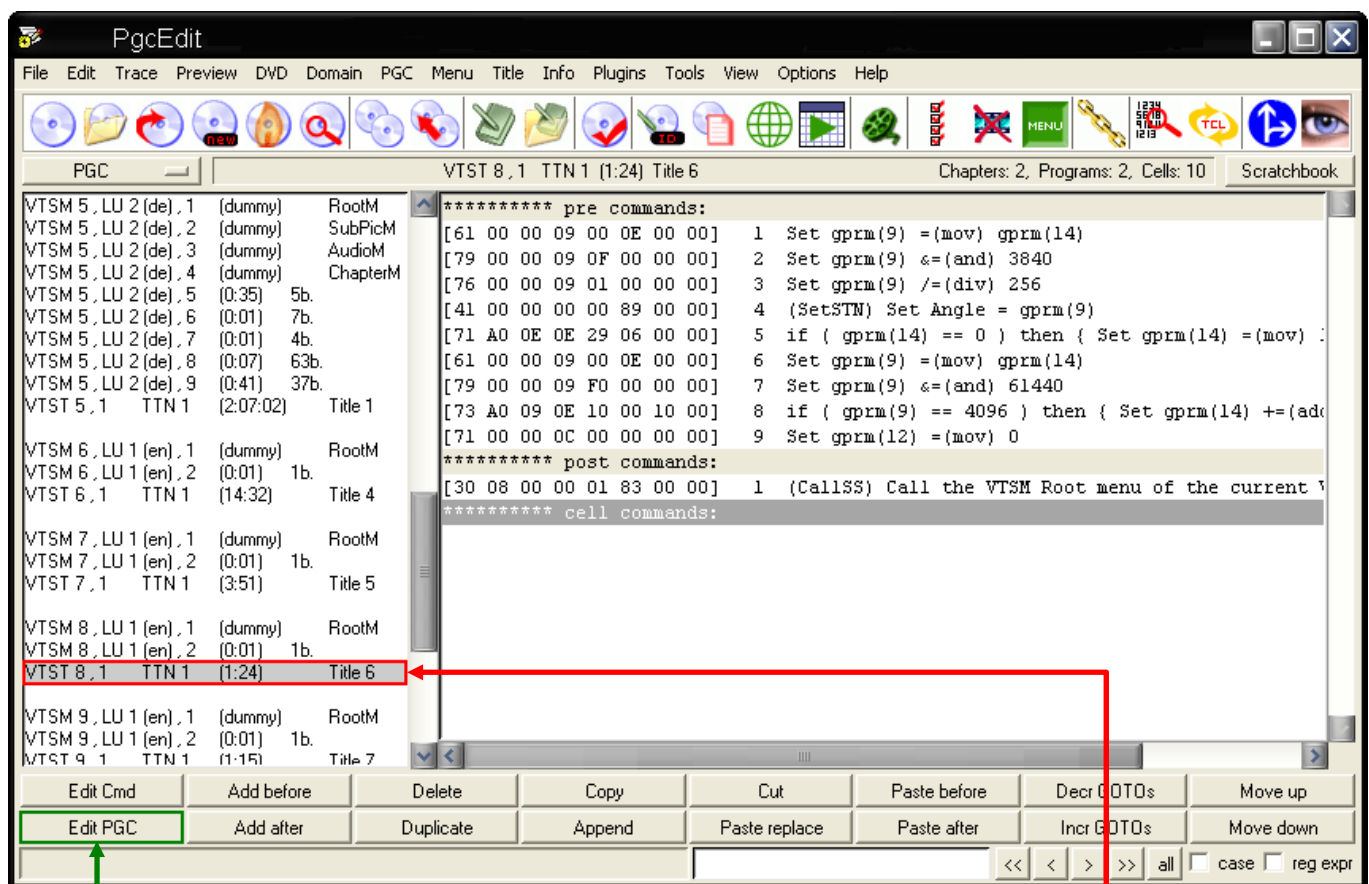 PgcEdit
File Edit Trace Preview DVD Domain PGC Menu Title Info Plugins Tools View Options Help
new ID MENU TCL
PGC VTST 8 , 1 TTN 1 (1:24) Title 6 Chapters: 2, Programs: 2, Cells: 10 Scratchbook
VTSM 5 , LU 2 (de) , 1 (dummy) RootM
VTSM 5 , LU 2 (de) , 2 (dummy) SubPicM
VTSM 5 , LU 2 (de) , 3 (dummy) AudioM
VTSM 5 , LU 2 (de) , 4 (dummy) ChapterM
VTSM 5 , LU 2 (de) , 5 (0:35) 5b.
VTSM 5 , LU 2 (de) , 6 (0:01) 7b.
VTSM 5 , LU 2 (de) , 7 (0:01) 4b.
VTSM 5 , LU 2 (de) , 8 (0:07) 63b.
VTSM 5 , LU 2 (de) , 9 (0:41) 37b.
VTST 5 , 1 TTN 1 (2:07:02) Title 1
VTSM 6 , LU 1 (en) , 1 (dummy) RootM
VTSM 6 , LU 1 (en) , 2 (0:01) 1b.
VTST 6 , 1 TTN 1 (14:32) Title 4
VTSM 7 , LU 1 (en) , 1 (dummy) RootM
VTSM 7 , LU 1 (en) , 2 (0:01) 1b.
VTST 7 , 1 TTN 1 (3:51) Title 5
VTSM 8 , LU 1 (en) , 1 (dummy) RootM
VTSM 8 , LU 1 (en) , 2 (0:01) 1b.
VTST 8 , 1 TTN 1 (1:24) Title 6
VTSM 9 , LU 1 (en) , 1 (dummy) RootM
VTSM 9 , LU 1 (en) , 2 (0:01) 1b.
VTST 9 1 TTN 1 (1:15) Title 7
********** pre commands:
[61 00 00 09 00 0E 00 00] 1 Set gprm(9) =(mov) gprm(14)
[79 00 00 09 0F 00 00 00] 2 Set gprm(9) &=(and) 3840
[76 00 00 09 01 00 00 00] 3 Set gprm(9) /=(div) 256
[41 00 00 00 00 89 00 00] 4 (SetSTN) Set Angle = gprm(9)
[71 A0 0E 0E 29 06 00 00] 5 if ( gprm(14) == 0 ) then { Set gprm(14) =(mov)
[61 00 00 09 00 0E 00 00] 6 Set gprm(9) =(mov) gprm(14)
[79 00 00 09 F0 00 00 00] 7 Set gprm(9) &=(and) 61440
[73 A0 09 0E 10 00 10 00] 8 if ( gprm(9) == 4096 ) then { Set gprm(14) +=(add
[71 00 00 0C 00 00 00 00] 9 Set gprm(12) =(mov) 0
********** post commands:
[30 08 00 00 01 83 00 00] 1 (CallSS) Call the VTSM Root menu of the current
********** cell commands:
Edit Cmd Add before Delete Copy Cut Paste before Decr GOTOs Move up
Edit PGC Add after Duplicate Append Paste replace Paste after Incr GOTOs Move down
<< < > >> all case reg expr